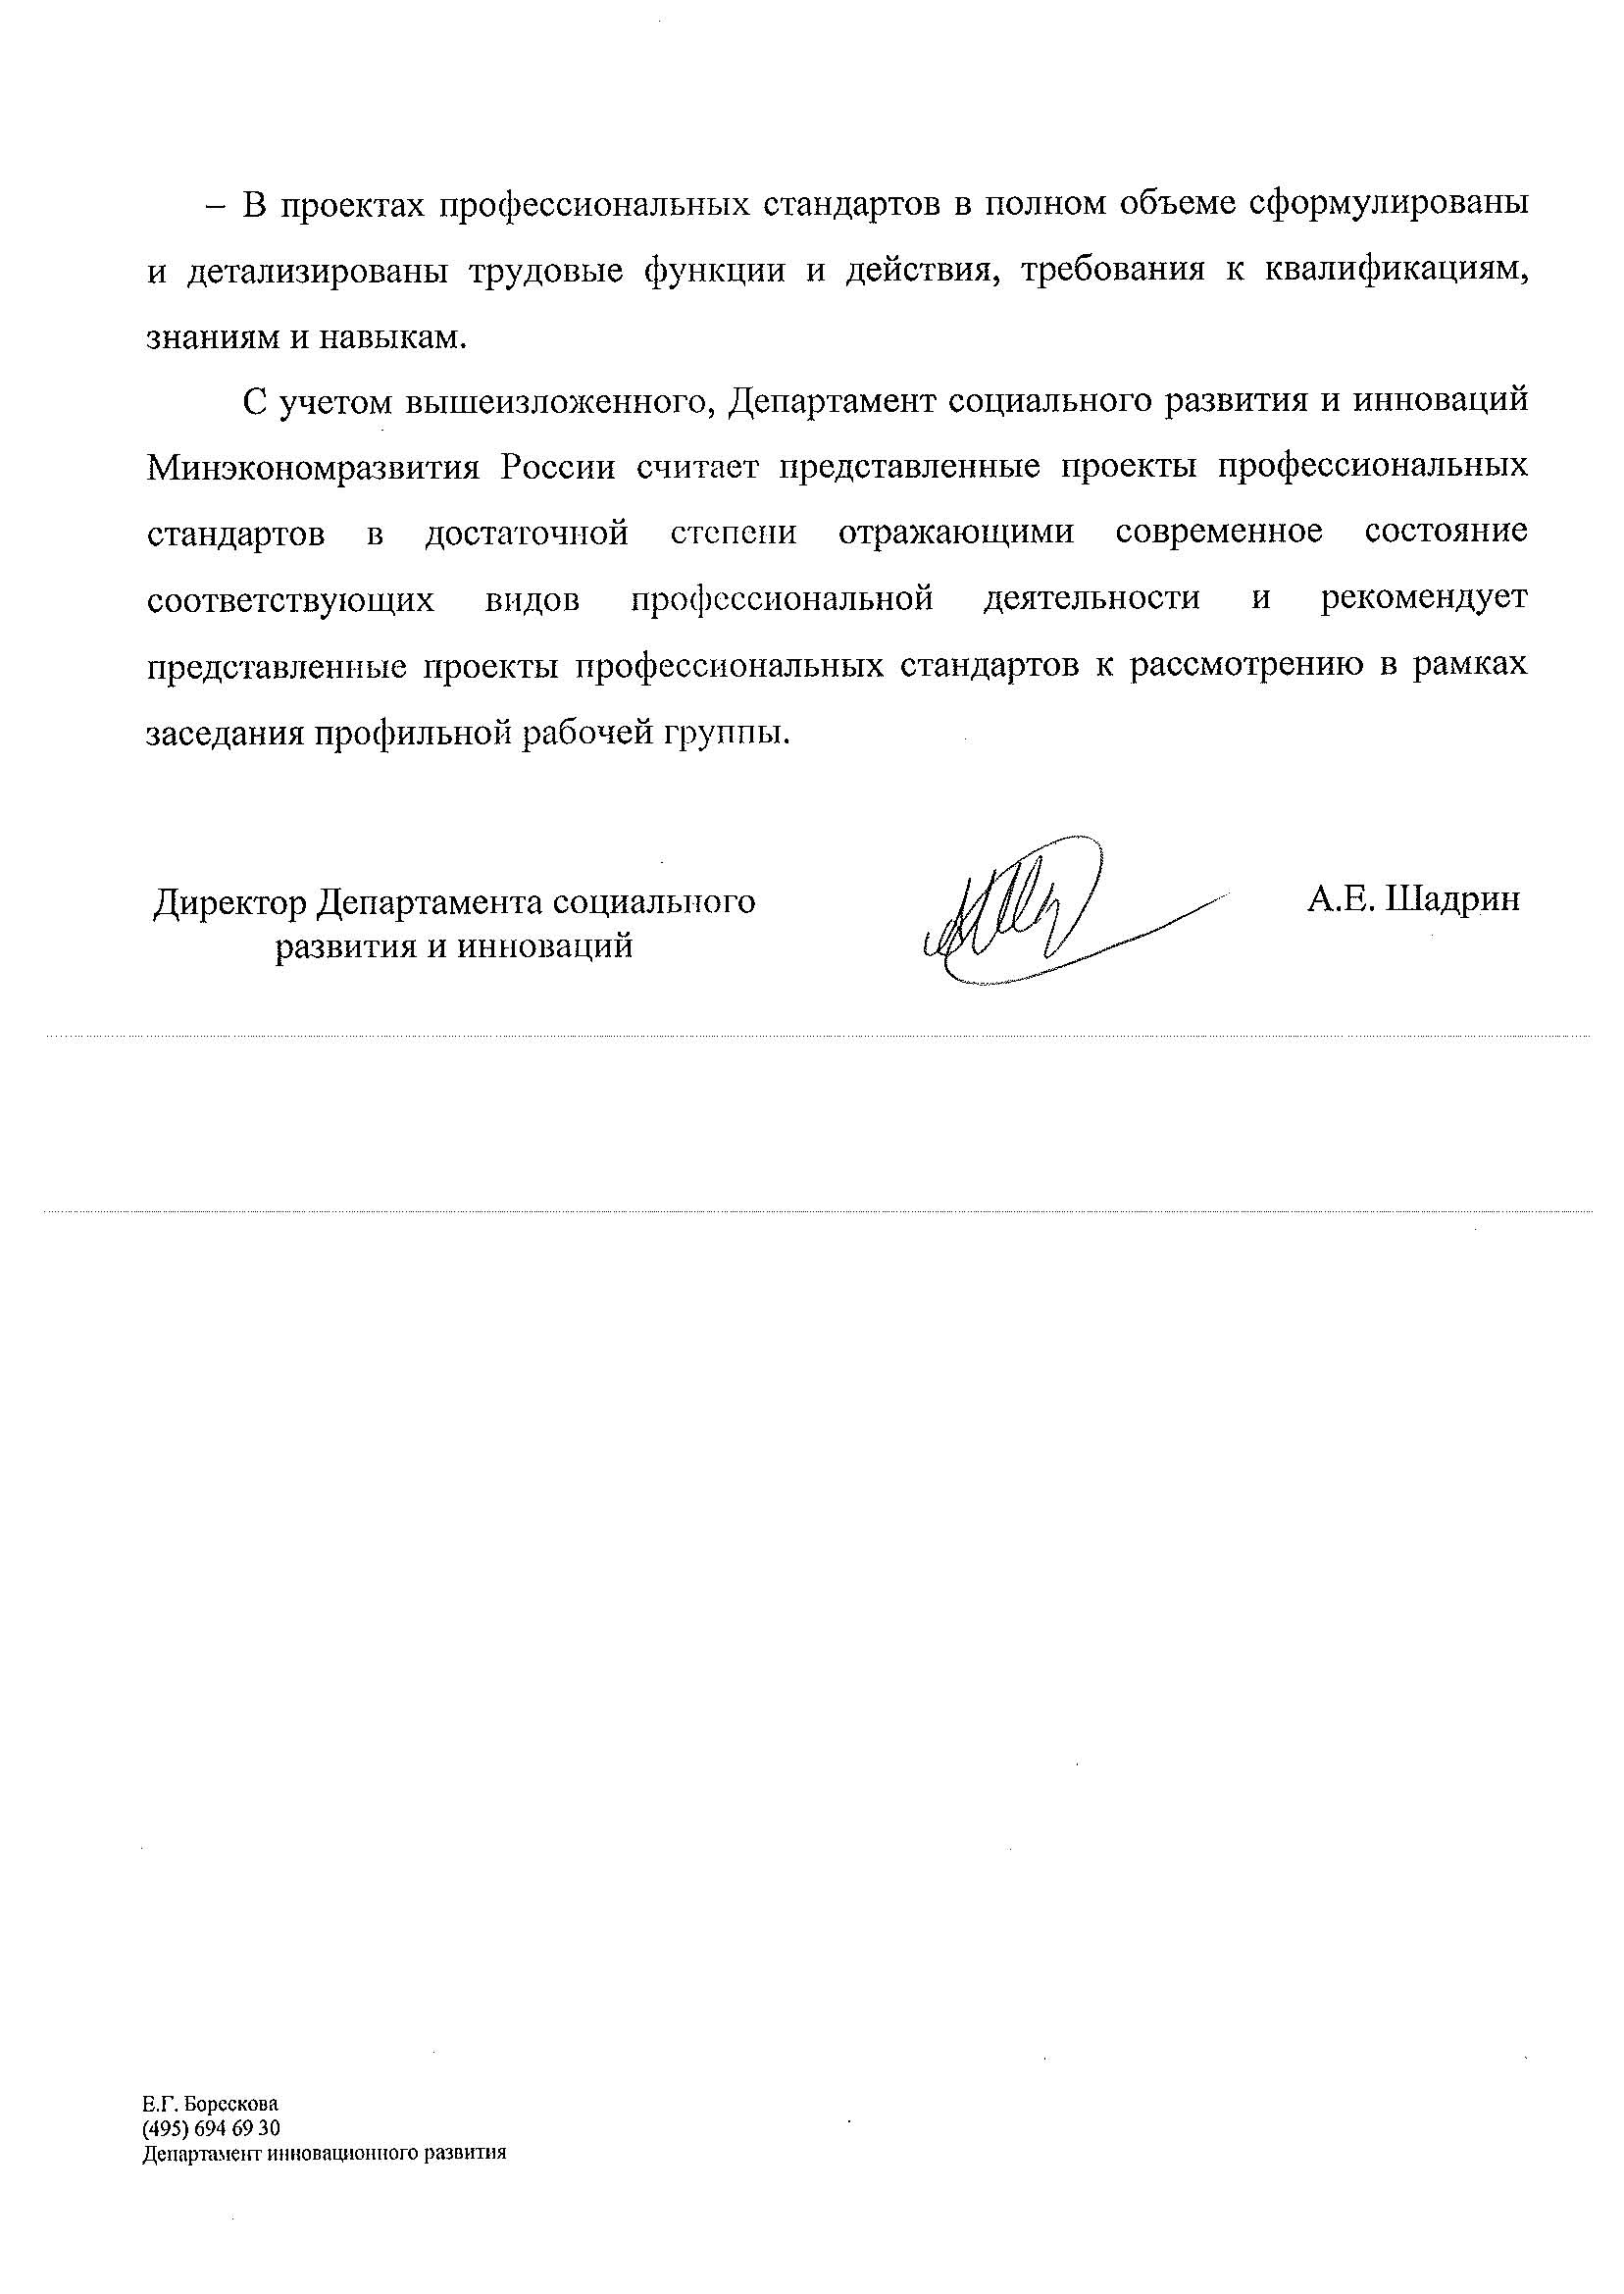 – В проектах профессиональных стандартов в полном объеме сформулированы
и детализированы трудовые функции и действия, требования к квалификациям,
знаниям и навыкам.
С учетом вышеизложенного, Департамент социального развития и инноваций
Минэкономразвития России считает представленные проекты профессиональных
стандартов в достаточной степени отражающими современное состояние
соответствующих видов профессиональной деятельности и рекомендует
представленные проекты профессиональных стандартов к рассмотрению в рамках
заседания профильной рабочей группы.
Директор Департамента социального
развития и инноваций
А.Е. Шадрин
Е.Г. Борескова
(495) 694 69 30
Департамент инновационного развития